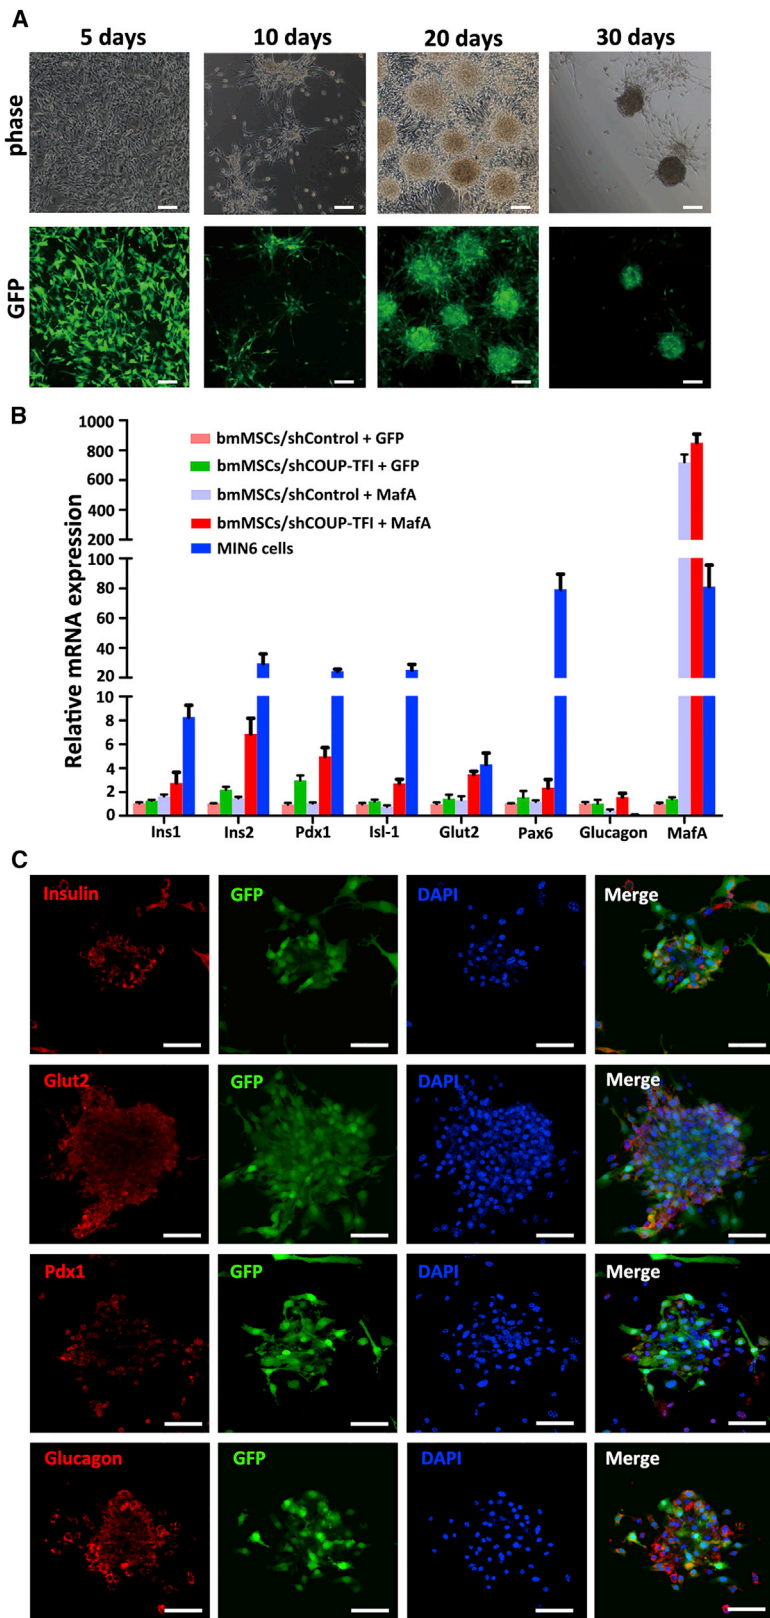 A
5 days 10 days 20 days 30 days
phase
GFP
B
Relative mRNA expression
1000
800
600
400
200
100
80
60
40
20
10
8
6
4
2
0
bmMSCs/shControl + GFP
bmMSCs/shCOUP-TFI + GFP
bmMSCs/shControl + MafA
bmMSCs/shCOUP-TFI + MafA
MIN6 cells
Ins1 Ins2 Pdx1 Isl-1 Glut2 Pax6 Glucagon MafA
C
Insulin GFP DAPI Merge
Glut2 GFP DAPI Merge
Pdx1 GFP DAPI Merge
Glucagon GFP DAPI Merge